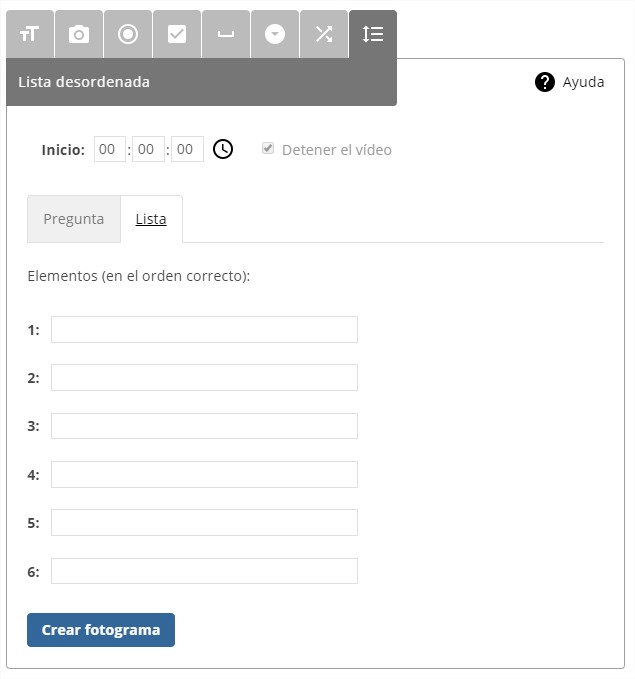 Lista desordenada
Ayuda
Inicio: 00 : 00 : 00 Detener el vídeo
Pregunta Lista
Elementos (en el orden correcto):
1:
2:
3:
4:
5:
6:
Crear fotograma